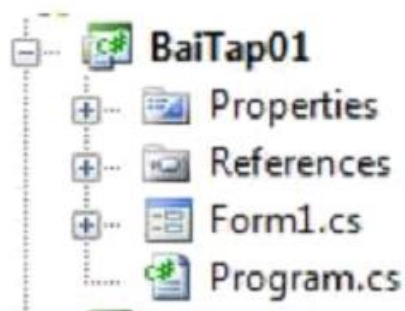 BaiTap01
Properties
References
Form1.cs
Program.cs